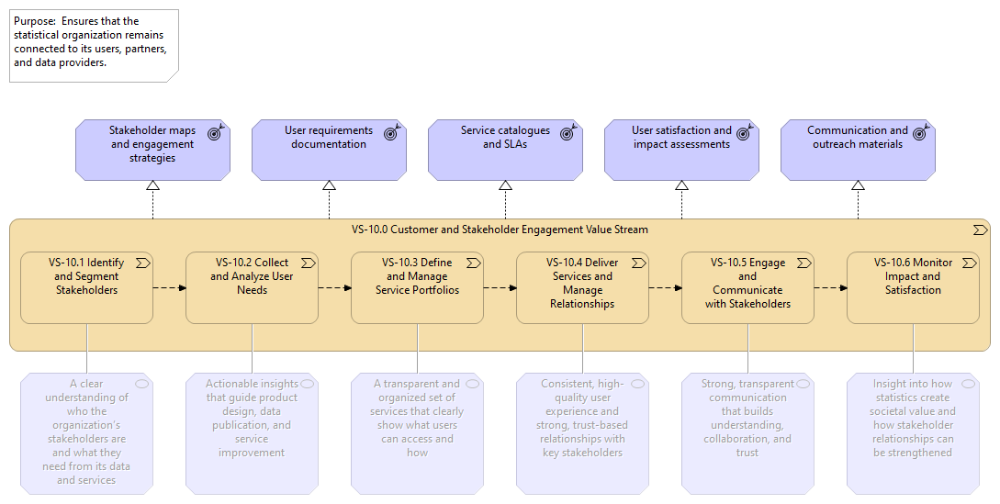 Purpose:  Ensures that the
statistical organization remains
connected to its users, partners,
and data providers.
Stakeholder maps
and engagement
strategies
User requirements
documentation
Service catalogues
and SLAs
User satisfaction and
impact assessments
Communication and
outreach materials
VS-10.0 Customer and Stakeholder Engagement Value Stream
VS-10.1 Identify
and Segment
Stakeholders
VS-10.2 Collect
and Analyze User
Needs
VS-10.3 Define
and Manage
Service Portfolios
VS-10.4 Deliver
Services and
Manage
Relationships
VS-10.5 Engage
and
Communicate
with Stakeholders
VS-10.6 Monitor
Impact and
Satisfaction
A clear
understanding of
who the
organization's
stakeholders are
and what they
need from its data
and services
Actionable insights
that guide product
design, data
publication, and
service
improvement
A transparent and
organized set of
services that clearly
show what users
can access and
how
Consistent, high-
quality user
experience and
strong, trust-based
relationships with
key stakeholders
Strong, transparent
communication
that builds
understanding,
collaboration, and
trust
Insight into how
statistics create
societal value and
how stakeholder
relationships can
be strengthened